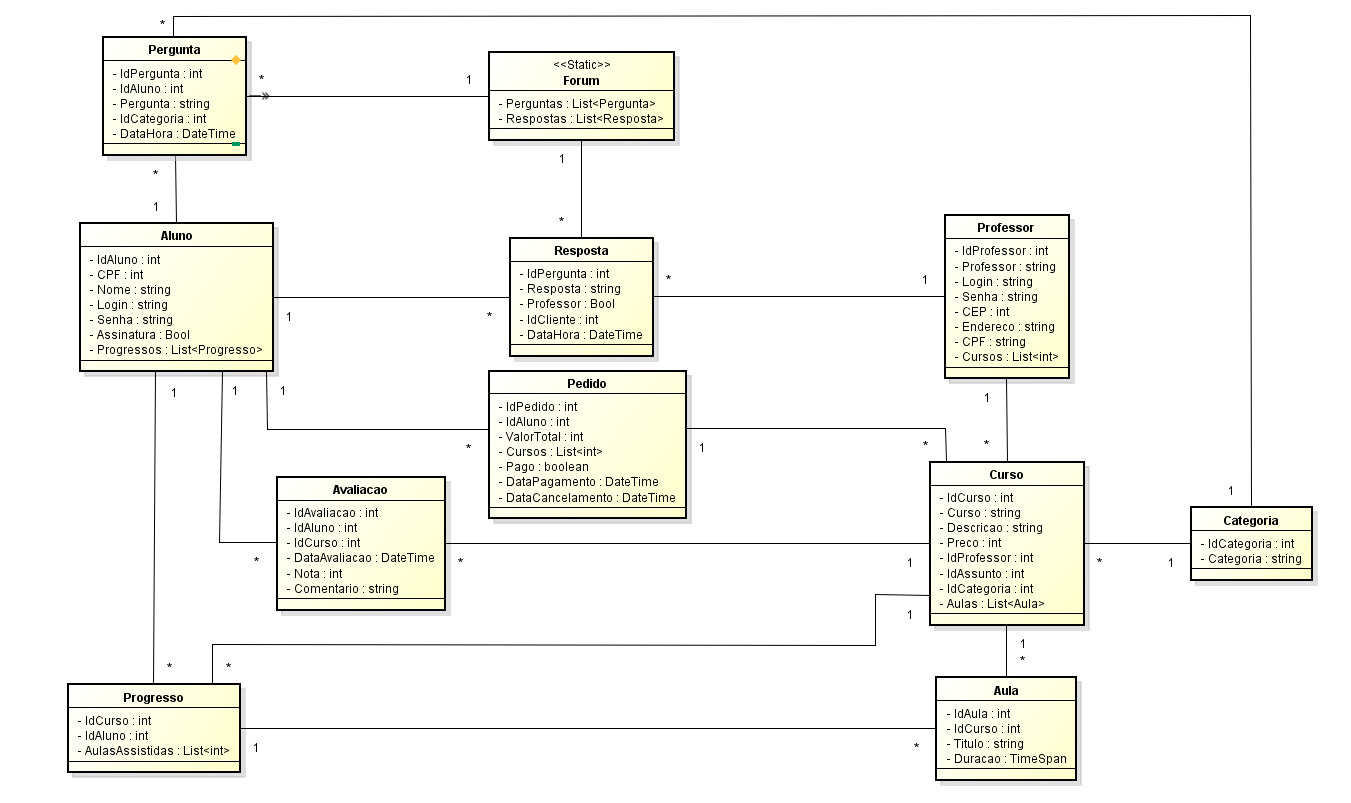 *
Pergunta
- IdPergunta : int
- IdAluno : int
- Pergunta : string
- IdCategoria : int
- DataHora : DateTime
*
1
<<Static>>
Forum
- Perguntas : List<Pergunta>
- Respostas : List<Resposta>
*
1
1
*
Aluno
- IdAluno : int
- CPF : int
- Nome : string
- Login : string
- Senha : string
- Assinatura : Bool
- Progressos : List<Progresso>
1
*
Resposta
- IdPergunta : int
- Resposta : string
- Professor : Bool
- IdCliente : int
- DataHora : DateTime
*
1
Professor
- IdProfessor : int
- Professor : string
- Login : string
- Senha : string
- CEP : int
- Endereco : string
- CPF : string
- Cursos : List<int>
1
*
1
1
1
*
Pedido
- IdPedido : int
- IdAluno : int
- ValorTotal : int
- Cursos : List<int>
- Pago : boolean
- DataPagamento : DateTime
- DataCancelamento : DateTime
1
*
Avaliacao
- IdAvaliacao : int
- IdAluno : int
- IdCurso : int
- DataAvaliacao : DateTime
- Nota : int
- Comentario : string
*
*
1
Curso
- IdCurso : int
- Curso : string
- Descricao : string
- Preco : int
- IdProfessor : int
- IdAssunto : int
- IdCategoria : int
- Aulas : List<Aula>
*
1
1
Categoria
- IdCategoria : int
- Categoria : string
1
1
*
*
*
Progresso
- IdCurso : int
- IdAluno : int
- AulasAssistidas : List<int>
1
*
Aula
- IdAula : int
- IdCurso : int
- Titulo : string
- Duracao : TimeSpan